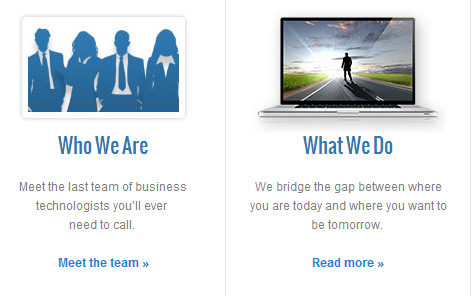 Who We Are
Meet the last team of business
technologists you'll ever
need to call.
Meet the team »
What We Do
We bridge the gap between where
you are today and where you want to
be tomorrow.
Read more »